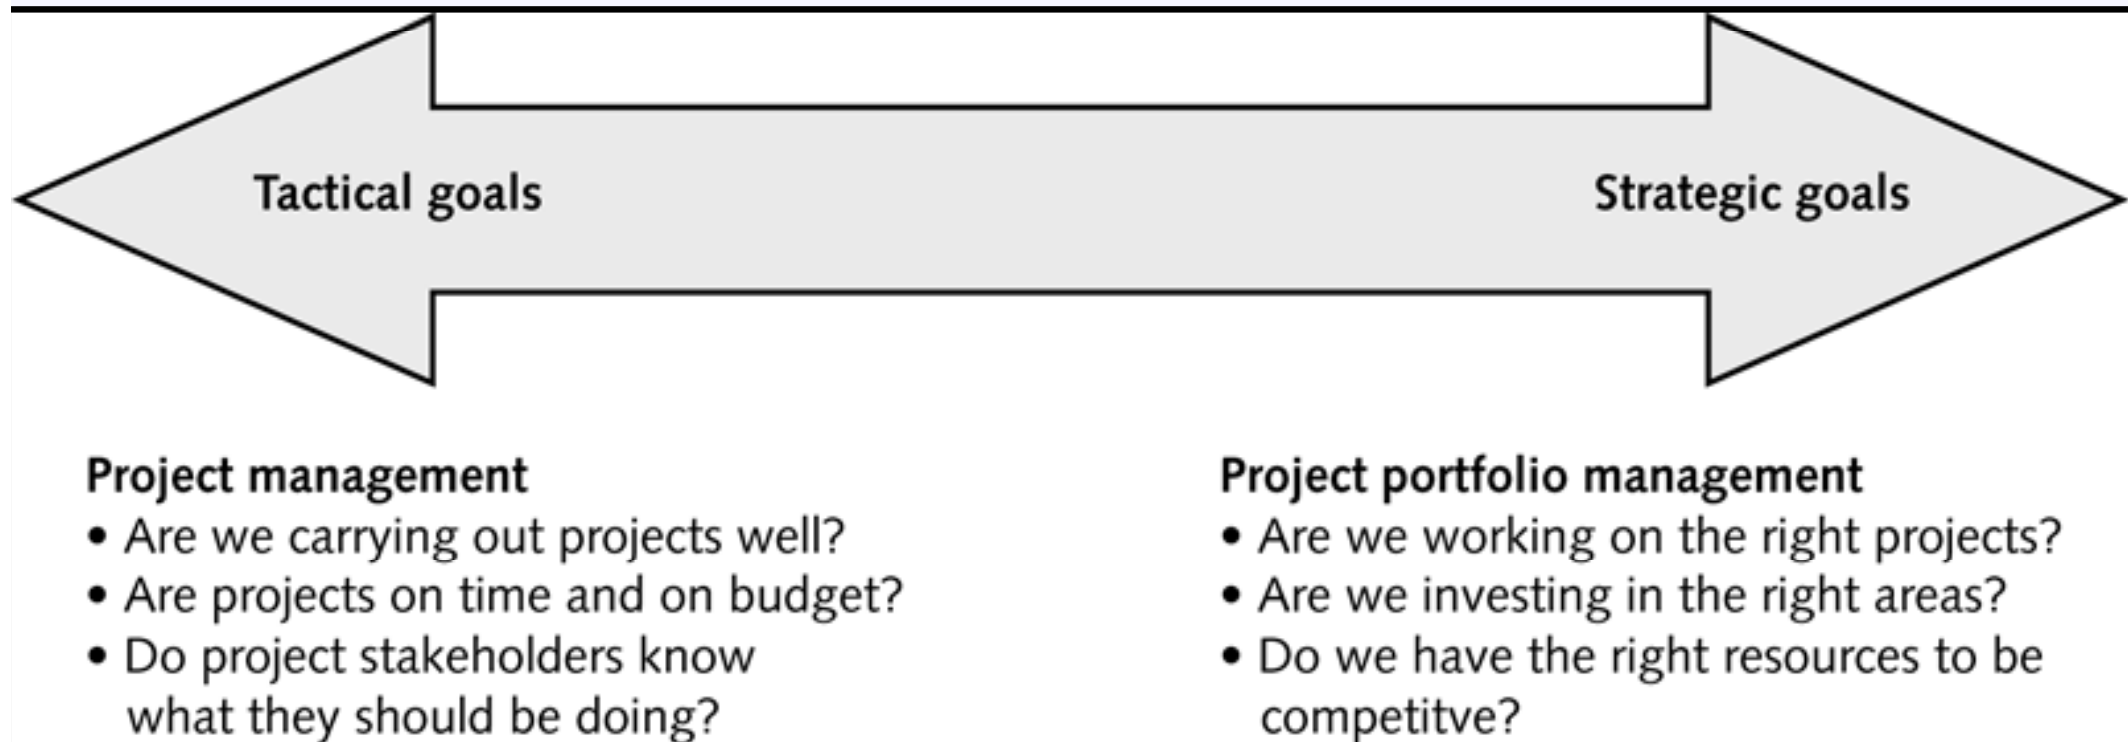 Tactical goals
Strategic goals
Project management
• Are we carrying out projects well?
• Are projects on time and on budget?
• Do project stakeholders know
what they should be doing?
Project portfolio management
• Are we working on the right projects?
• Are we investing in the right areas?
• Do we have the right resources to be
competitve?